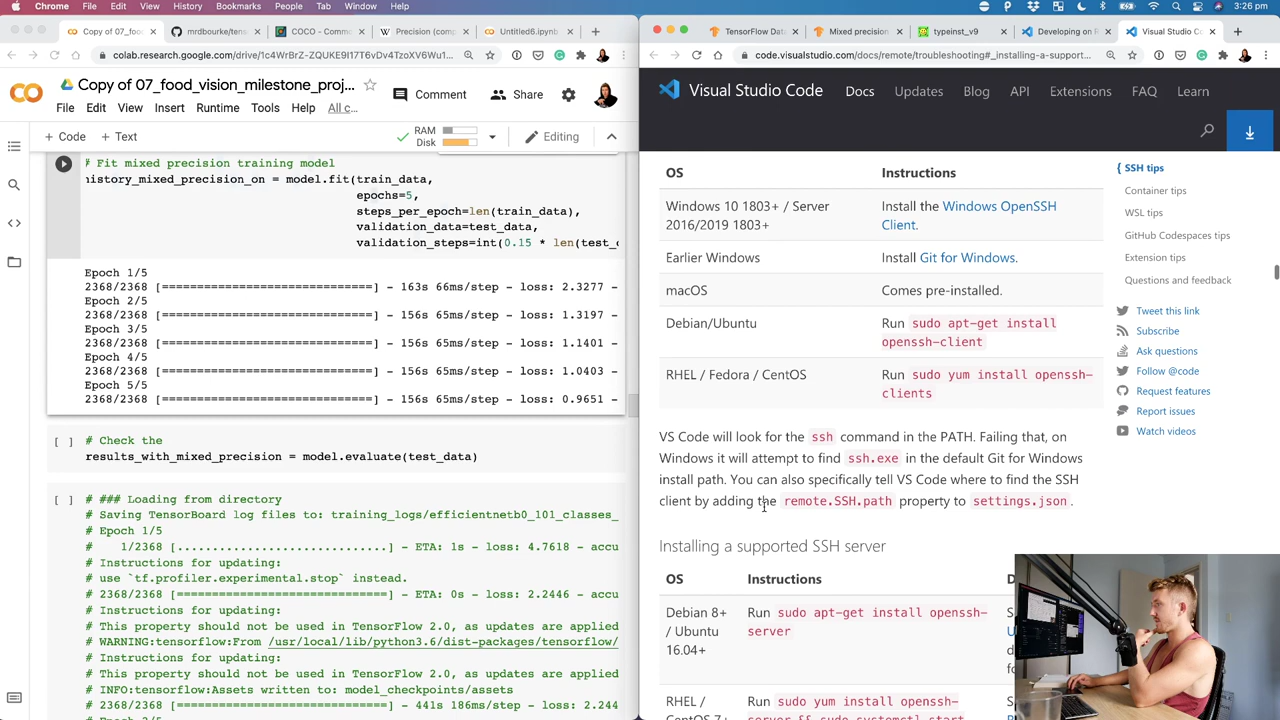 Chrome File Edit View History Bookmarks People Tab Window Help 3:26 pm
Copy of 07_foo mrdbourke/tens COCO - Comm Precision (comp Untitled6.ipynb
colab.research.google.com/drive/1c4WrBrZ-ZQUKE9I17T6vDv4TzoXVXYWu1...
Copy of 07_food_vision_milestone_proj...
File Edit View Insert Runtime Tools Help All c...
Comment Share
+ Code + Text RAM Disk Editing
# Fit mixed precision training model
history_mixed_precision_on = model.fit(train_data,
epochs=5,
steps_per_epoch=len(train_data),
validation_data=test_data,
validation_steps=int(0.15 * len(test_d
Epoch 1/5
2368/2368 [==============================] - 163s 66ms/step - loss: 2.3277 -
Epoch 2/5
2368/2368 [==============================] - 156s 65ms/step - loss: 1.3197 -
Epoch 3/5
2368/2368 [==============================] - 156s 65ms/step - loss: 1.1401 -
Epoch 4/5
2368/2368 [==============================] - 156s 65ms/step - loss: 1.0403 -
Epoch 5/5
2368/2368 [==============================] - 156s 65ms/step - loss: 0.9651 -
[ ] # Check the
results_with_mixed_precision = model.evaluate(test_data)
[ ] # ### Loading from directory
# Saving TensorBoard log files to: training_logs/efficientnetb0_101_classes_
# Epoch 1/5
# 1/2368 [..............................] - ETA: 1s - loss: 4.7618 - accu
# Instructions for updating:
# use `tf.profiler.experimental.stop` instead.
# 2368/2368 [==============================] - ETA: 0s - loss: 2.2446 - accu
# Instructions for updating:
# This property should not be used in TensorFlow 2.0, as updates are applied
# WARNING:tensorflow:From /usr/local/lib/python3.6/dist-packages/tensorflow/
# Instructions for updating:
# This property should not be used in TensorFlow 2.0, as updates are applied
# INFO:tensorflow:Assets written to: model_checkpoints/assets
# 2368/2368 [==============================] - 441s 186ms/step - loss: 2.244
TensorFlow Dat Mixed precision typeinst_v9 Developing on R Visual Studio C
code.visualstudio.com/docs/remote/troubleshooting#_installing-a-support...
Visual Studio Code Docs Updates Blog API Extensions FAQ Learn
OS Instructions
Windows 10 1803+ / Server 2016/2019 1803+ Install the Windows OpenSSH Client.
Earlier Windows Install Git for Windows.
macOS Comes pre-installed.
Debian/Ubuntu Run sudo apt-get install openssh-client
RHEL / Fedora / CentOS Run sudo yum install openssh-clients
VS Code will look for the ssh command in the PATH. Failing that, on
Windows it will attempt to find ssh.exe in the default Git for Windows
install path. You can also specifically tell VS Code where to find the SSH
client by adding the remote.SSH.path property to settings.json.
Installing a supported SSH server
OS Instructions D
Debian 8+ / Ubuntu 16.04+ Run sudo apt-get install openssh-server
RHEL / Run sudo yum install openssh-
SSH tips
Container tips
WSL tips
GitHub Codespaces tips
Extension tips
Questions and feedback
Tweet this link
Subscribe
Ask questions
Follow @code
Request features
Report issues
Watch videos